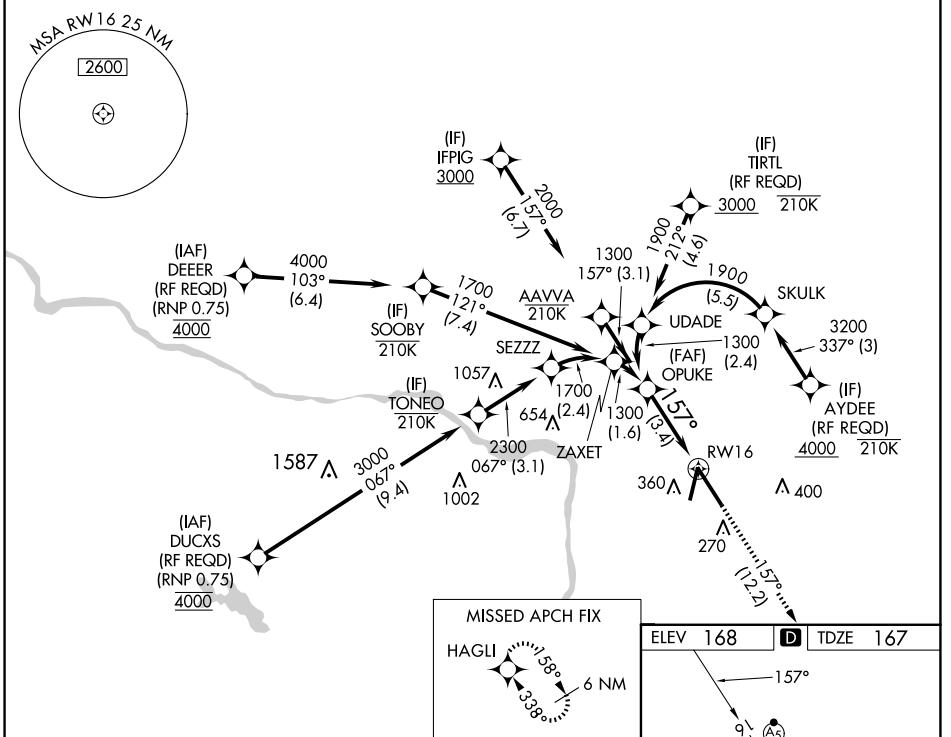 MSA RW16 25 NM
2600
(IF)
IFPIG
3000
2000
157°
(6.7)
(IF)
TIRTL
(RF REQD)
3000 210K
1900
212°
(4.6)
(IAF)
DEEER
(RF REQD)
(RNP 0.75)
4000
4000
103°
(6.4)
(IF)
SOOBY
210K
1700
121°
(7.4)
1300
157° (3.1)
AAVVA
210K
1900
(5.5)
SKULK
UDADE
1300
(2.4)
3200
337° (3)
(IF)
AYDEE
(RF REQD)
4000 210K
SEZZZ
1057
(FAF)
OPUKE
(IF)
TONEO
210K
1700
(2.4)
654
1300
(1.6)
ZAXET
157°
(3.4)
2300
067° (3.1)
RW16
1587
3000
067°
(9.4)
1002
360
400
270
157°
(12.2)
(IAF)
DUCXS
(RF REQD)
(RNP 0.75)
4000
MISSED APCH FIX
HAGLI
158°
338°
6 NM
ELEV 168 D TDZE 167
157°
16
A5